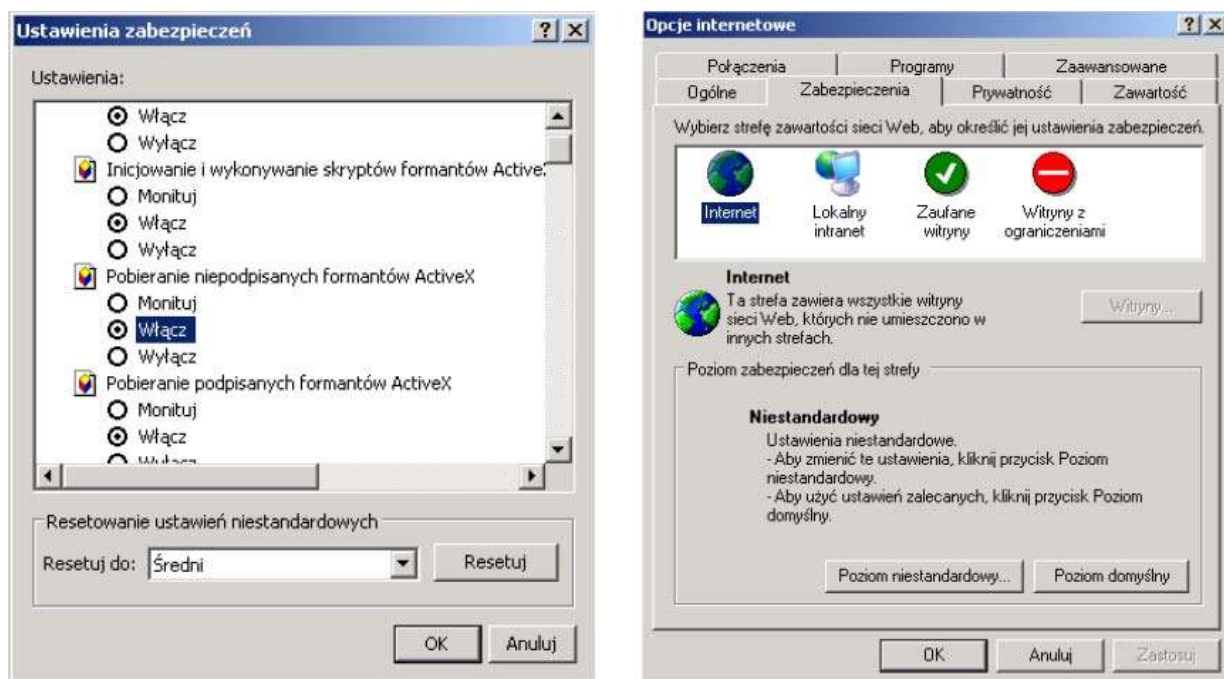 Ustawienia zabezpieczeń
Ustawienia:
Włącz
Wyłącz
Inicjowanie i wykonywanie skryptów formantów Active
Monituj
Włącz
Wyłącz
Pobieranie niepodpisanych formantów ActiveX
Monituj
Włącz
Wyłącz
Pobieranie podpisanych formantów ActiveX
Monituj
Włącz
Resetowanie ustawień niestandardowych
Resetuj do: Średni Resetuj
OK Anuluj
Opcje internetowe
Połączenia Programy Zaawansowane
Ogólne Zabezpieczenia Prywatność Zawartość
Wybierz strefę zawartości sieci Web, aby określić jej ustawienia zabezpieczeń.
Internet Lokalny Zaufane Witryny z
intranet witryny ograniczeniami
Internet
Ta strefa zawiera wszystkie witryny
sieci Web, których nie umieszczono w
innych strefach.
Witryny...
Poziom zabezpieczeń dla tej strefy
Niestandardowy
Ustawienia niestandardowe.
- Aby zmienić te ustawienia, kliknij przycisk Poziom
niestandardowy.
- Aby użyć ustawień zalecanych, kliknij przycisk Poziom
domyślny.
Poziom niestandardowy... Poziom domyślny
OK Anuluj Zastosuj